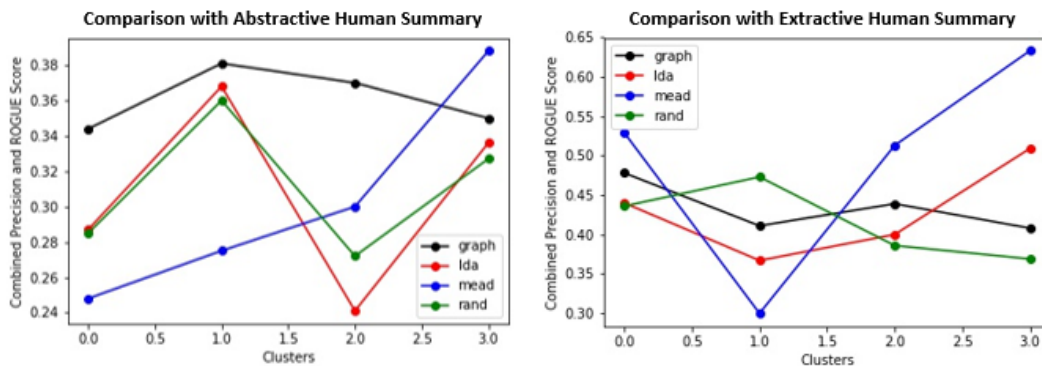 Comparison with Abstractive Human Summary
Combined Precision and ROGUE Score
0.38
0.36
0.34
0.32
0.30
0.28
0.26
0.24
graph
lda
mead
rand
0.0 0.5 1.0 1.5 2.0 2.5 3.0
Clusters
Comparison with Extractive Human Summary
Combined Precision and ROGUE Score
0.65
0.60
0.55
0.50
0.45
0.40
0.35
0.30
graph
lda
mead
rand
0.0 0.5 1.0 1.5 2.0 2.5 3.0
Clusters